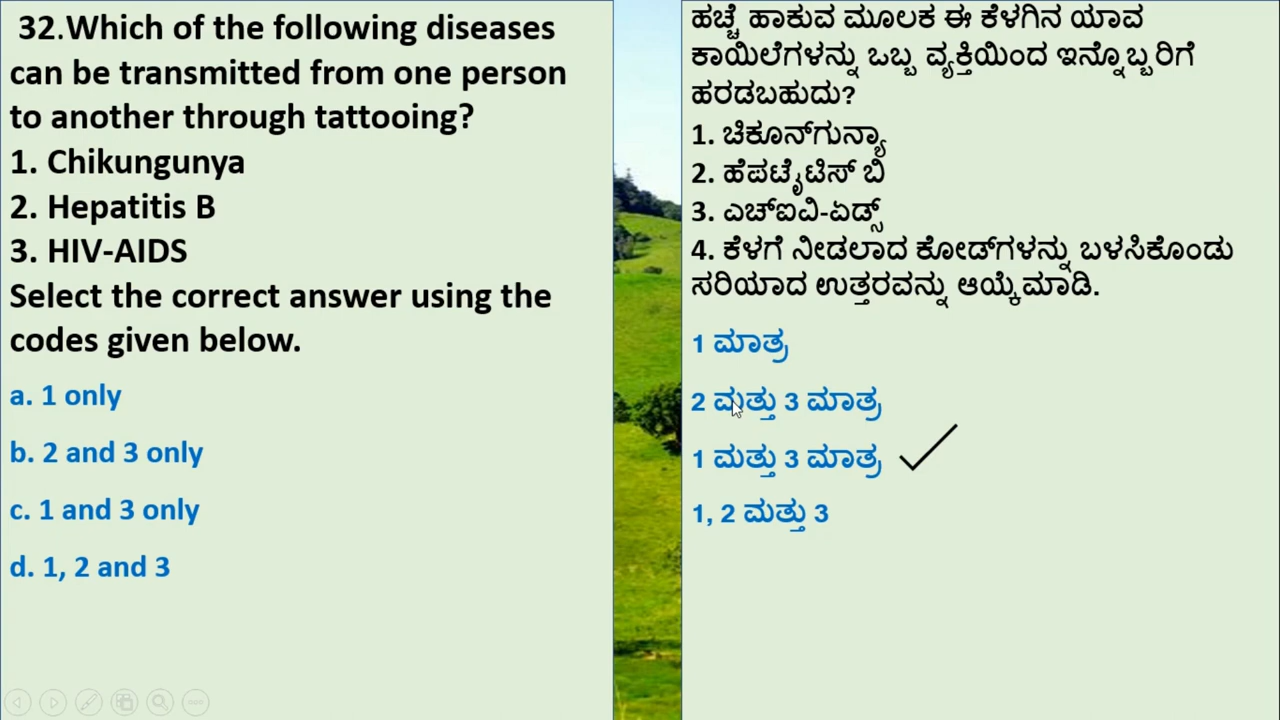 32.Which of the following diseases
can be transmitted from one person
to another through tattooing?
1. Chikungunya
2. Hepatitis B
3. HIV-AIDS
Select the correct answer using the
codes given below.
a. 1 only
b. 2 and 3 only
c. 1 and 3 only
d. 1, 2 and 3
ಹಚ್ಚೆ ಹಾಕುವ ಮೂಲಕ ಈ ಕೆಳಗಿನ ಯಾವ
ಕಾಯಿಲೆಗಳನ್ನು ಒಬ್ಬ ವ್ಯಕ್ತಿಯಿಂದ ಇನ್ನೊಬ್ಬರಿಗೆ
ಹರಡಬಹುದು?
1. ಚಿಕೂನ್‌ಗುನ್ಯಾ
2. ಹೆಪಟೈಟಿಸ್ ಬಿ
3. ಎಚ್ಐವಿ-ಏಡ್ಸ್
4. ಕೆಳಗೆ ನೀಡಲಾದ ಕೋಡ್‌ಗಳನ್ನು ಬಳಸಿಕೊಂಡು
ಸರಿಯಾದ ಉತ್ತರವನ್ನು ಆಯ್ಕೆಮಾಡಿ.
1 ಮಾತ್ರ
2 ಮತ್ತು 3 ಮಾತ್ರ
1 ಮತ್ತು 3 ಮಾತ್ರ
1, 2 ಮತ್ತು 3